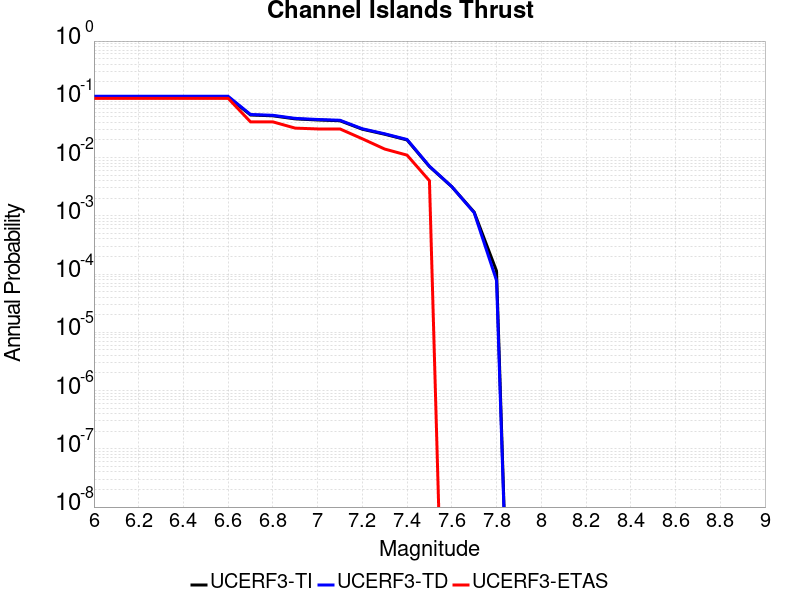 Channel Islands Thrust
10^0
10^-1
10^-2
10^-3
10^-4
10^-5
10^-6
10^-7
10^-8
Annual Probability
6 6.2 6.4 6.6 6.8 7 7.2 7.4 7.6 7.8 8 8.2 8.4 8.6 8.8 9
Magnitude
UCERF3-TI UCERF3-TD UCERF3-ETAS